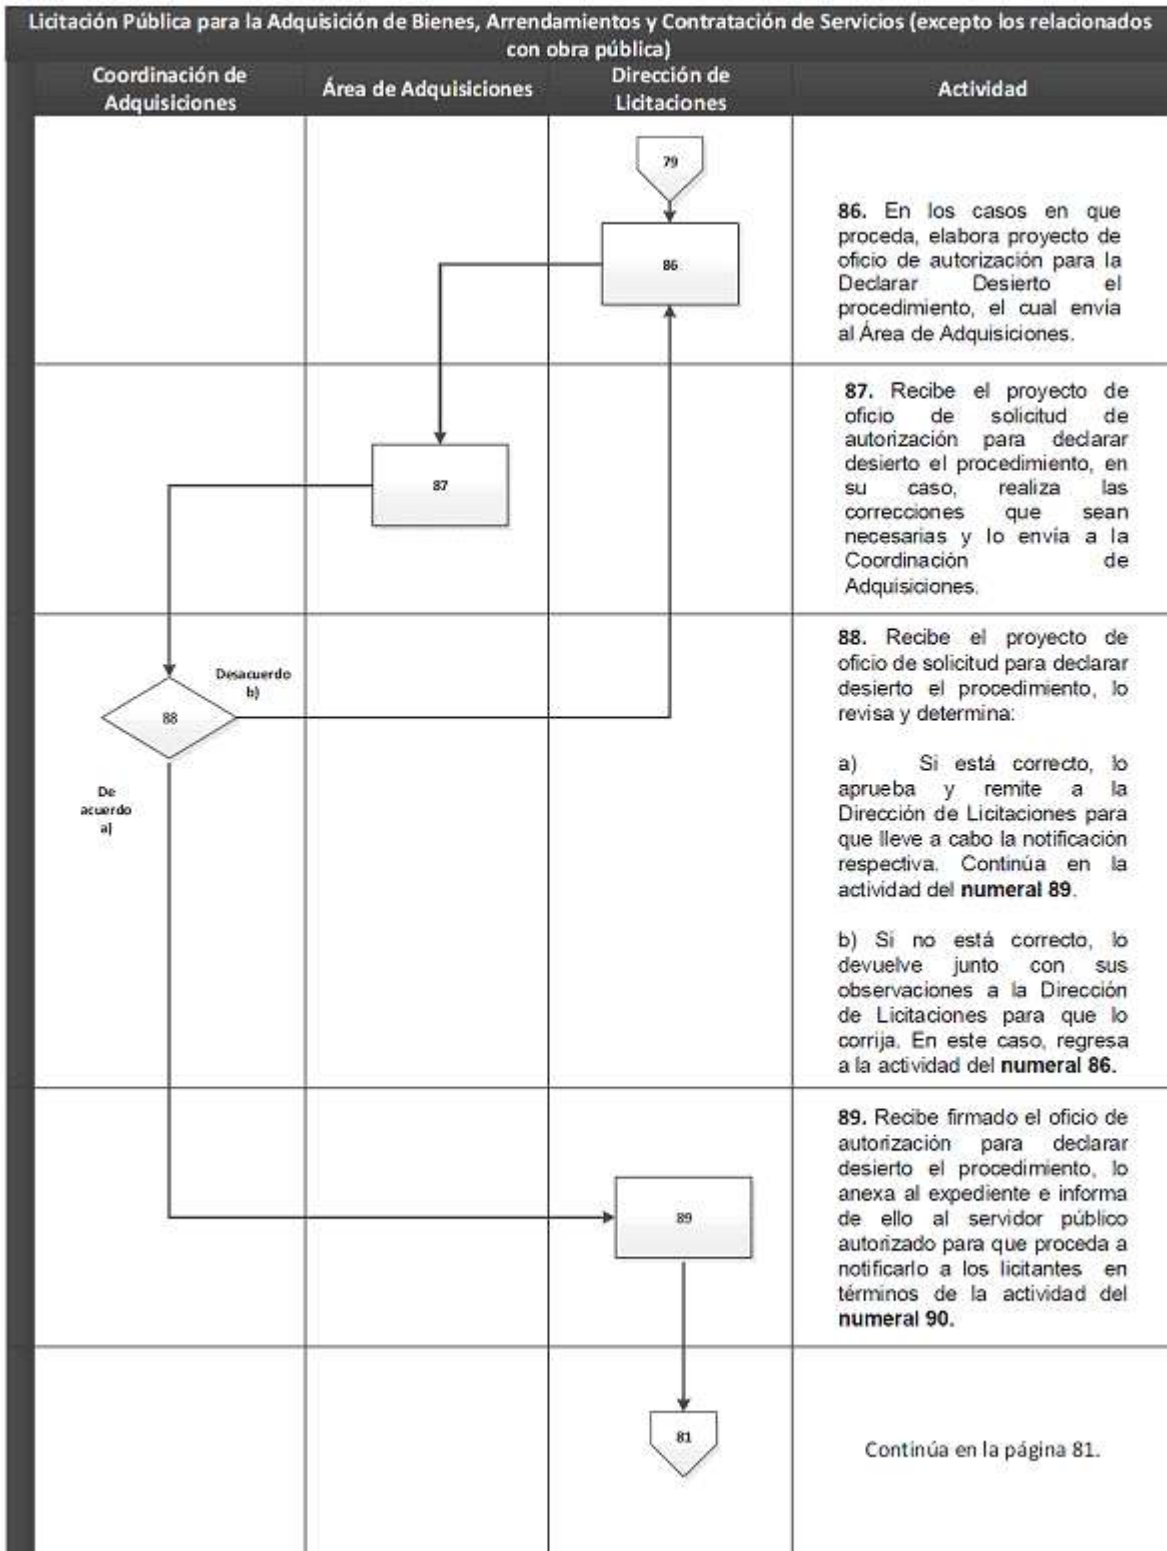 Licitación Pública para la Adquisición de Bienes, Arrendamientos y Contratación de Servicios (excepto los relacionados
con obra pública)
Coordinación de
Adquisiciones
Área de Adquisiciones
Dirección de
Licitaciones
Actividad
79
86
86. En los casos en que
proceda, elabora proyecto de
oficio de autorización para la
Declarar Desierto el
procedimiento, el cual envía
al Área de Adquisiciones.
87
87. Recibe el proyecto de
oficio de solicitud de
autorización para declarar
desierto el procedimiento, en
su caso, realiza las
correcciones que sean
necesarias y lo envía a la
Coordinación de
Adquisiciones.
Desacuerdo
b)
88
De
acuerdo
a)
88. Recibe el proyecto de
oficio de solicitud para declarar
desierto el procedimiento, lo
revisa y determina:
a) Si está correcto, lo
aprueba y remite a la
Dirección de Licitaciones para
que lleve a cabo la notificación
respectiva. Continúa en la
actividad del numeral 89.
b) Si no está correcto, lo
devuelve junto con sus
observaciones a la Dirección
de Licitaciones para que lo
corrija. En este caso, regresa
a la actividad del numeral 86.
89
89. Recibe firmado el oficio de
autorización para declarar
desierto el procedimiento, lo
anexa al expediente e informa
de ello al servidor público
autorizado para que proceda a
notificarlo a los licitantes en
términos de la actividad del
numeral 90.
81
Continúa en la página 81.